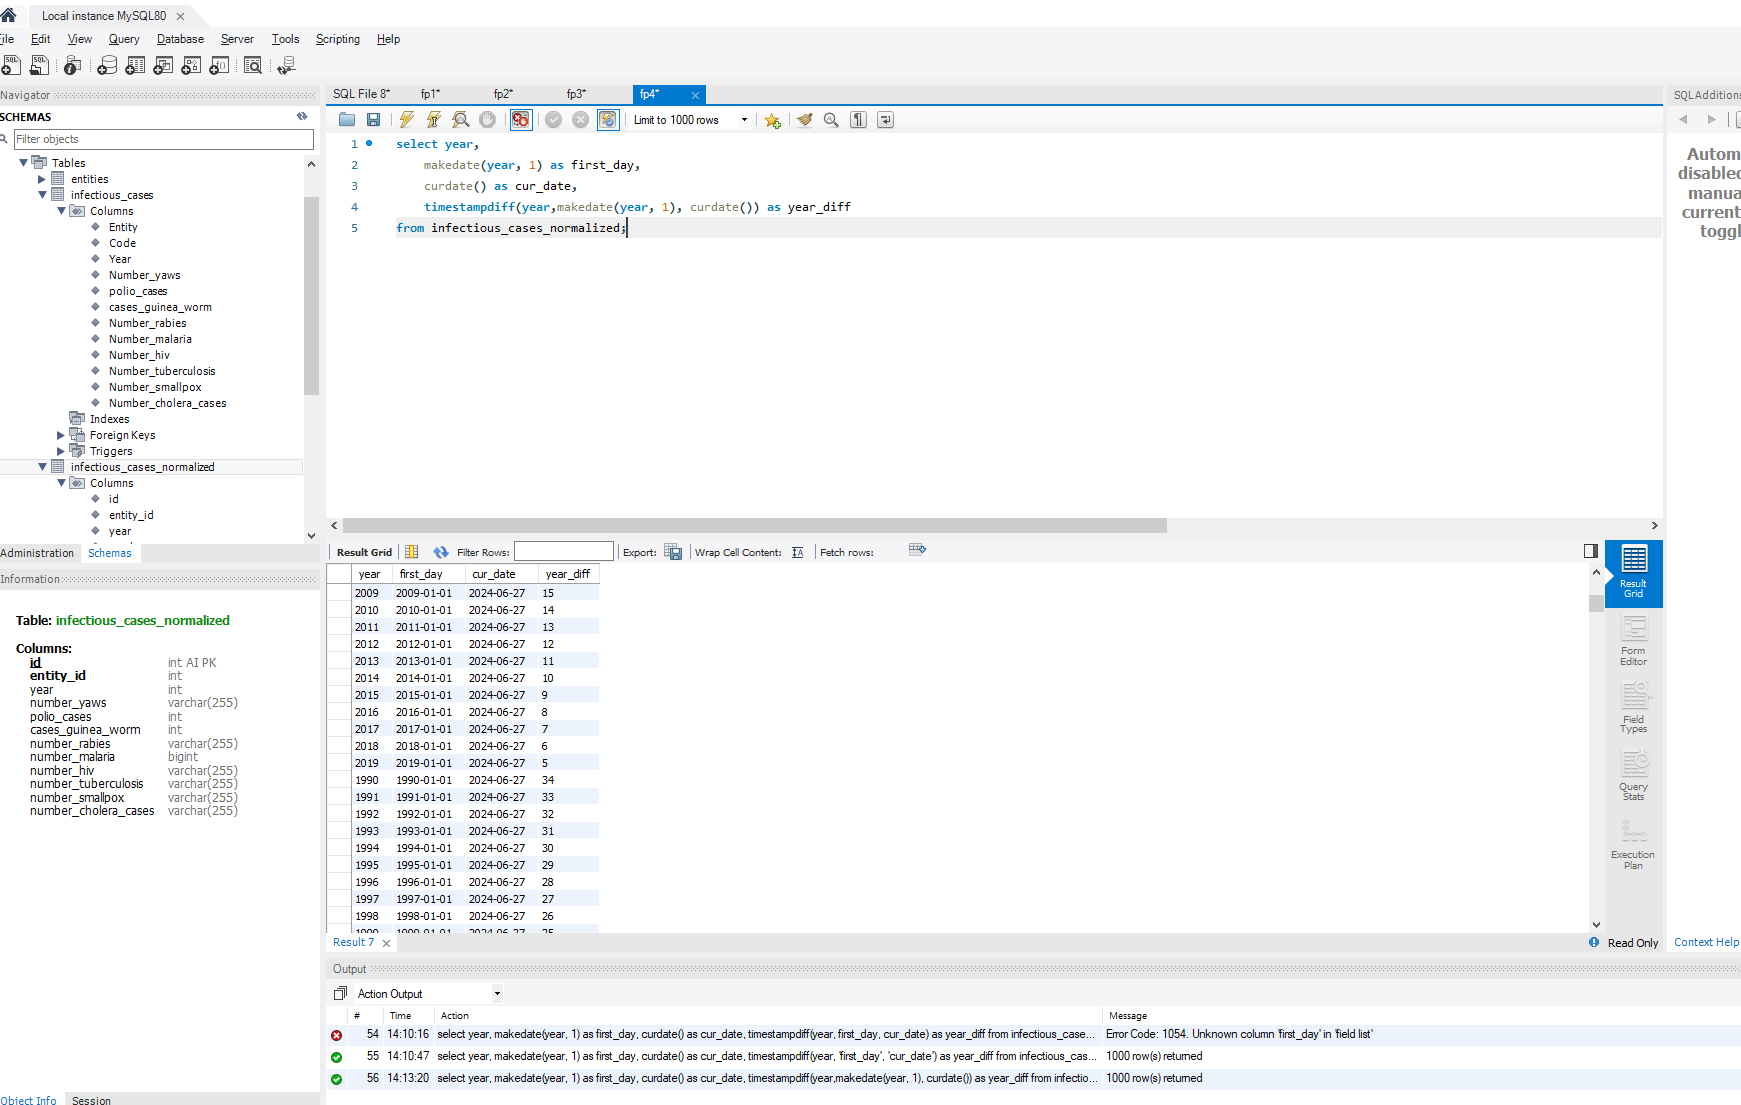 Local instance MySQL80
File Edit View Query Database Server Tools Scripting Help
Navigator
SCHEMAS
Filter objects
Tables
entities
infectious_cases
Columns
Entity
Code
Year
Number_yaws
polio_cases
cases_guinea_worm
Number_rabies
Number_malaria
Number_hiv
Number_tuberculosis
Number_smallpox
Number_cholera_cases
Indexes
Foreign Keys
Triggers
infectious_cases_normalized
Columns
id
entity_id
year
Administration Schemas
Information
Table: infectious_cases_normalized
Columns:
id int AI PK
entity_id int
year int
number_yaws varchar(255)
polio_cases int
cases_guinea_worm int
number_rabies varchar(255)
number_malaria bigint
number_hiv varchar(255)
number_tuberculosis varchar(255)
number_smallpox varchar(255)
number_cholera_cases varchar(255)
Object Info Session
SQL File 8* fp1* fp2* fp3* fp4*
Limit to 1000 rows
1 select year,
2 makedate(year, 1) as first_day,
3 curdate() as cur_date,
4 timestampdiff(year,makedate(year, 1), curdate()) as year_diff
5 from infectious_cases_normalized;
Result Grid Filter Rows: Export: Wrap Cell Content: Fetch rows:
year first_day cur_date year_diff
2009 2009-01-01 2024-06-27 15
2010 2010-01-01 2024-06-27 14
2011 2011-01-01 2024-06-27 13
2012 2012-01-01 2024-06-27 12
2013 2013-01-01 2024-06-27 11
2014 2014-01-01 2024-06-27 10
2015 2015-01-01 2024-06-27 9
2016 2016-01-01 2024-06-27 8
2017 2017-01-01 2024-06-27 7
2018 2018-01-01 2024-06-27 6
2019 2019-01-01 2024-06-27 5
1990 1990-01-01 2024-06-27 34
1991 1991-01-01 2024-06-27 33
1992 1992-01-01 2024-06-27 32
1993 1993-01-01 2024-06-27 31
1994 1994-01-01 2024-06-27 30
1995 1995-01-01 2024-06-27 29
1996 1996-01-01 2024-06-27 28
1997 1997-01-01 2024-06-27 27
1998 1998-01-01 2024-06-27 26
1999 1999-01-01 2024-06-27 25
Result Grid
Form Editor
Field Types
Query Stats
Execution Plan
Result 7
Read Only
Output
Action Output
# Time Action Message
54 14:10:16 select year, makedate(year, 1) as first_day, curdate() as cur_date, timestampdiff(year, first_day, cur_date) as year_diff from infectious_case... Error Code: 1054. Unknown column 'first_day' in 'field list'
55 14:10:47 select year, makedate(year, 1) as first_day, curdate() as cur_date, timestampdiff(year, 'first_day', 'cur_date') as year_diff from infectious_cas... 1000 row(s) returned
56 14:13:20 select year, makedate(year, 1) as first_day, curdate() as cur_date, timestampdiff(year,makedate(year, 1), curdate()) as year_diff from infectio... 1000 row(s) returned
SQLAdditions
Autom
disabled
manua
current
toggl
Context Help